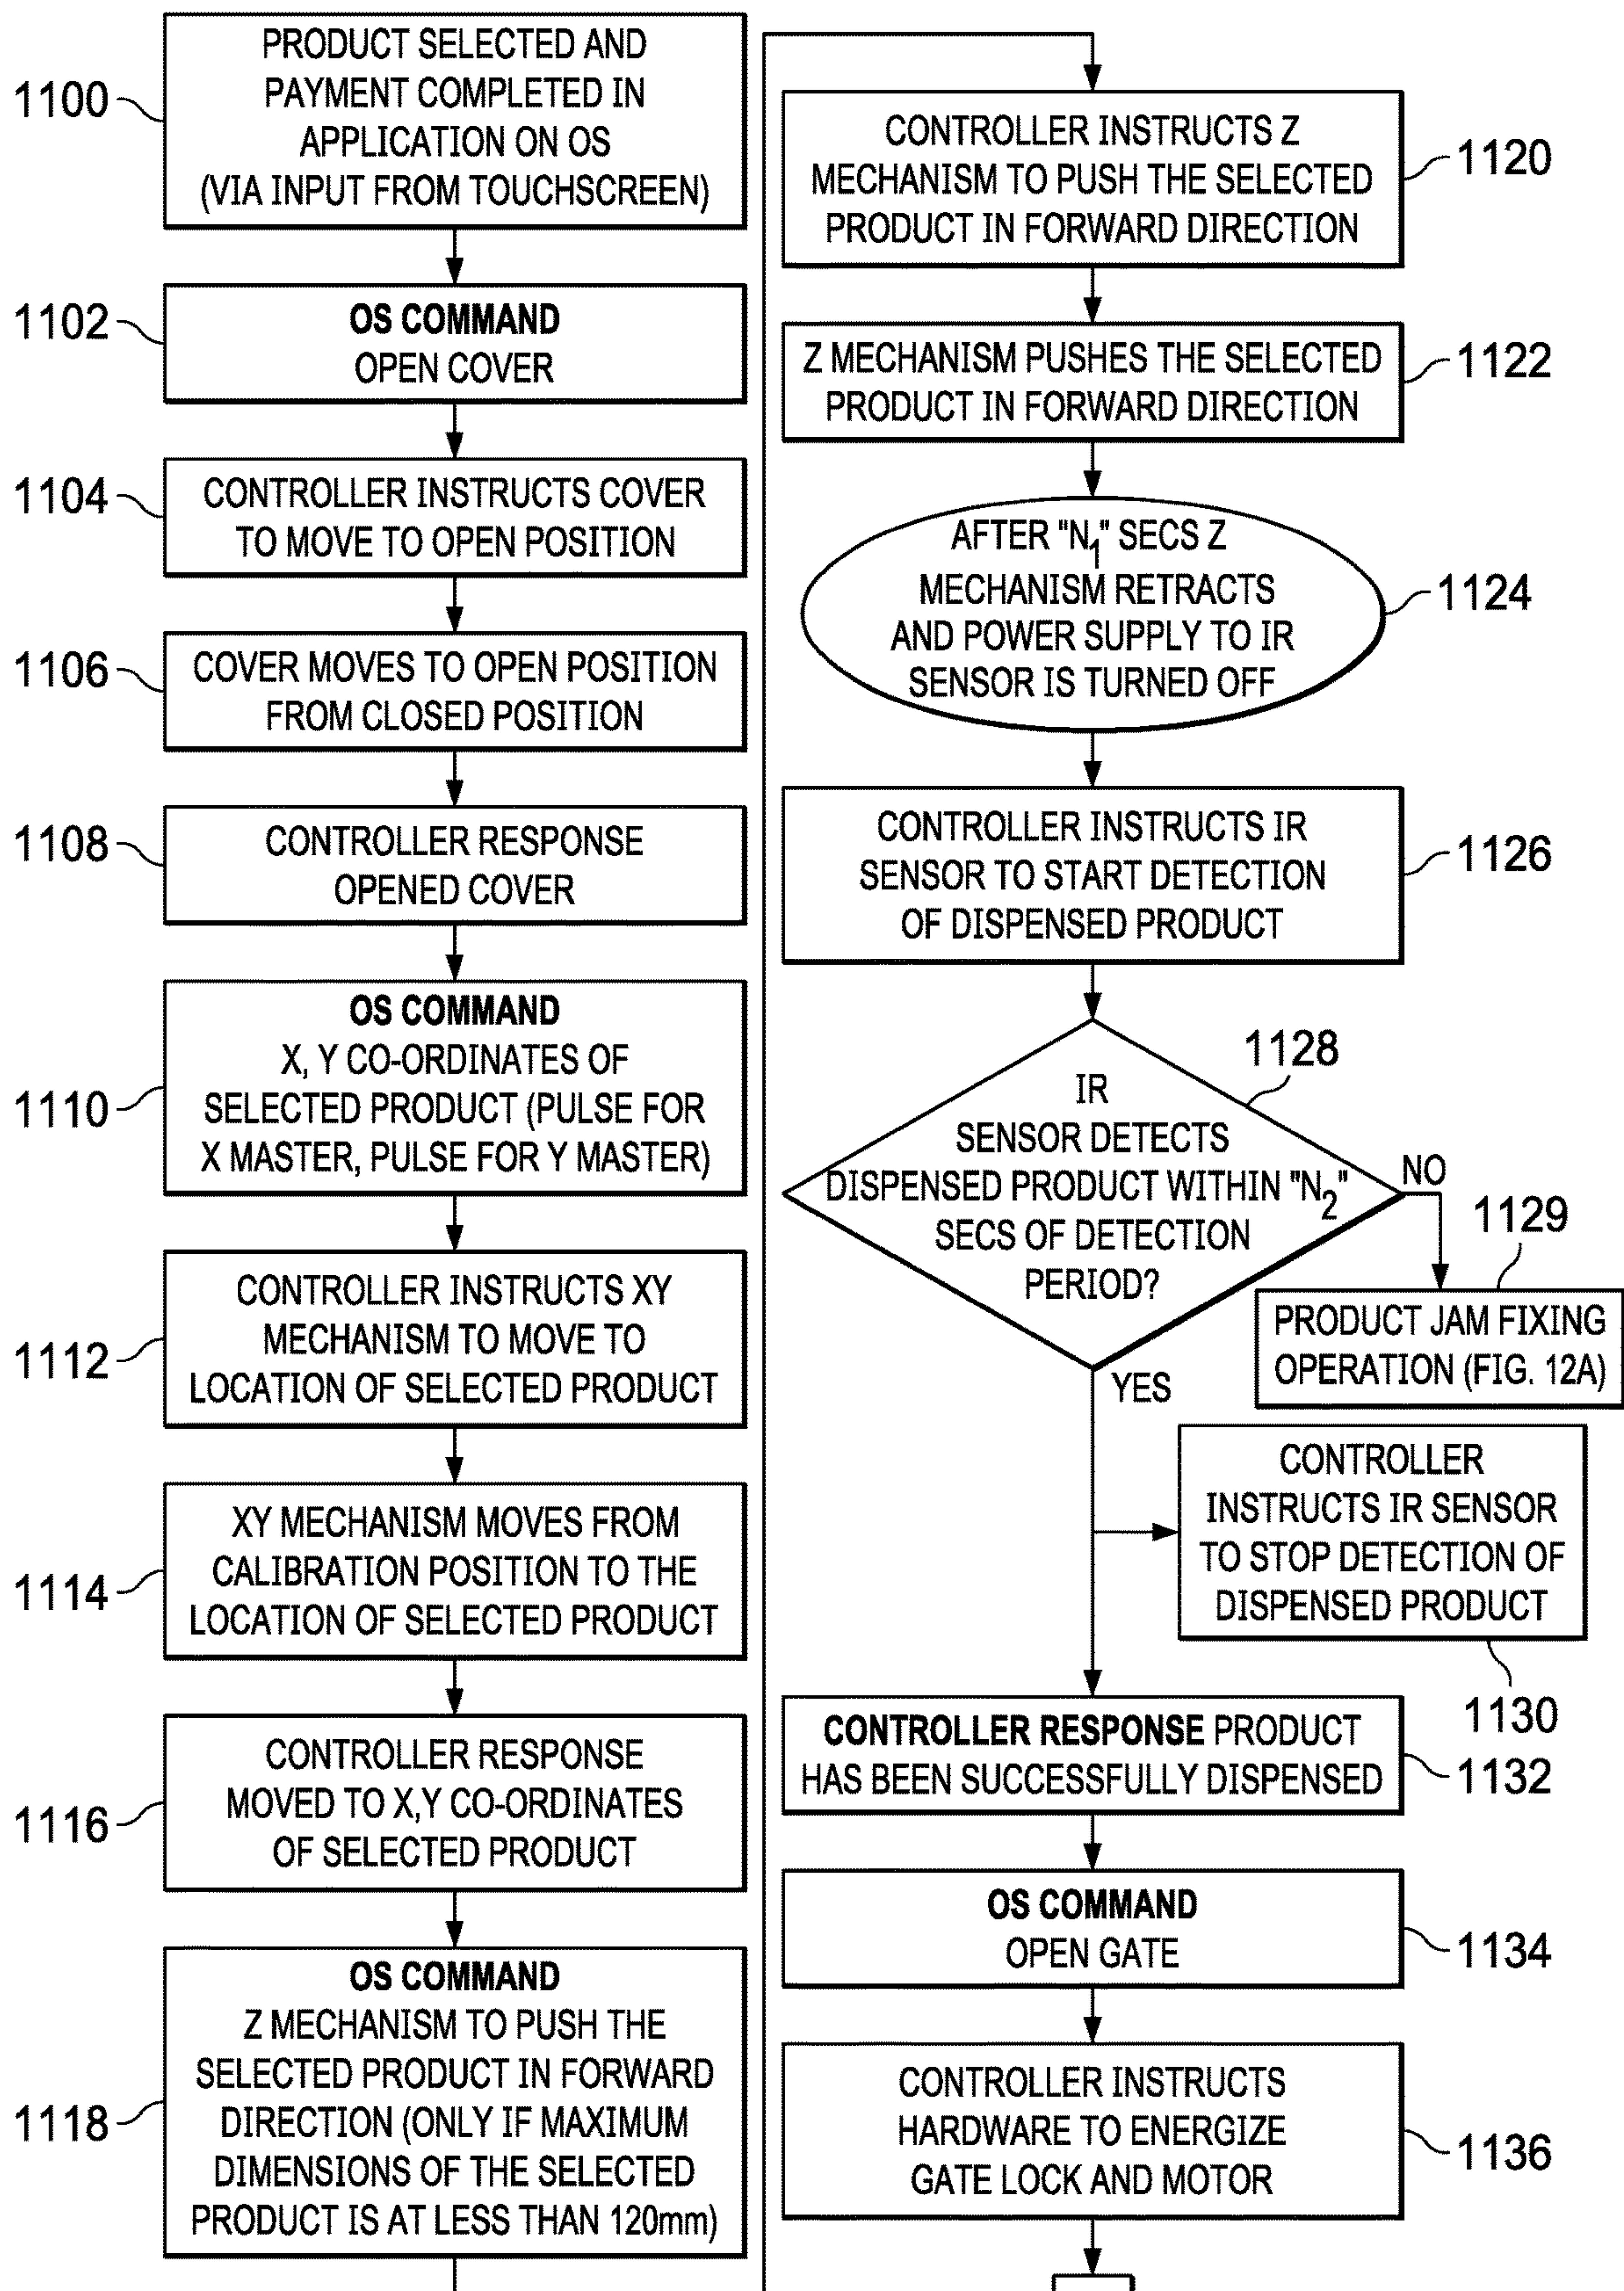 1100
PRODUCT SELECTED AND
PAYMENT COMPLETED IN
APPLICATION ON OS
(VIA INPUT FROM TOUCHSCREEN)
1102
OS COMMAND
OPEN COVER
1104
CONTROLLER INSTRUCTS COVER
TO MOVE TO OPEN POSITION
1106
COVER MOVES TO OPEN POSITION
FROM CLOSED POSITION
1108
CONTROLLER RESPONSE
OPENED COVER
1110
OS COMMAND
X, Y CO-ORDINATES OF
SELECTED PRODUCT (PULSE FOR
X MASTER, PULSE FOR Y MASTER)
1112
CONTROLLER INSTRUCTS XY
MECHANISM TO MOVE TO
LOCATION OF SELECTED PRODUCT
1114
XY MECHANISM MOVES FROM
CALIBRATION POSITION TO THE
LOCATION OF SELECTED PRODUCT
1116
CONTROLLER RESPONSE
MOVED TO X,Y CO-ORDINATES
OF SELECTED PRODUCT
1118
OS COMMAND
Z MECHANISM TO PUSH THE
SELECTED PRODUCT IN FORWARD
DIRECTION (ONLY IF MAXIMUM
DIMENSIONS OF THE SELECTED
PRODUCT IS AT LESS THAN 120mm)
CONTROLLER INSTRUCTS Z
MECHANISM TO PUSH THE SELECTED
PRODUCT IN FORWARD DIRECTION
1120
Z MECHANISM PUSHES THE SELECTED
PRODUCT IN FORWARD DIRECTION
1122
AFTER "N1" SECS Z
MECHANISM RETRACTS
AND POWER SUPPLY TO IR
SENSOR IS TURNED OFF
1124
CONTROLLER INSTRUCTS IR
SENSOR TO START DETECTION
OF DISPENSED PRODUCT
1126
IR
SENSOR DETECTS
DISPENSED PRODUCT WITHIN "N2"
SECS OF DETECTION
PERIOD?
1128
NO
1129
PRODUCT JAM FIXING
OPERATION (FIG. 12A)
YES
CONTROLLER
INSTRUCTS IR SENSOR
TO STOP DETECTION OF
DISPENSED PRODUCT
1130
CONTROLLER RESPONSE PRODUCT
HAS BEEN SUCCESSFULLY DISPENSED
1132
OS COMMAND
OPEN GATE
1134
CONTROLLER INSTRUCTS
HARDWARE TO ENERGIZE
GATE LOCK AND MOTOR
1136